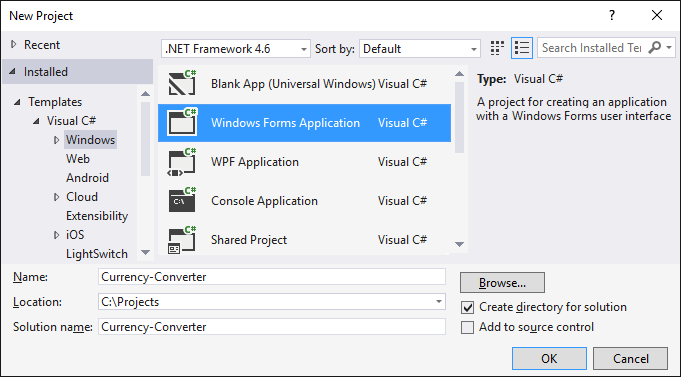 New Project
? ×
Recent
Installed
Templates
Visual C#
Windows
Web
Android
Cloud
Extensibility
iOS
LightSwitch
.NET Framework 4.6
Sort by: Default
Search Installed Te
C# Blank App (Universal Windows) Visual C#
C# Windows Forms Application Visual C#
C# WPF Application Visual C#
C# Console Application Visual C#
C# Shared Project Visual C#
Type: Visual C#
A project for creating an application
with a Windows Forms user interface
Name: Currency-Converter
Location: C:\Projects
Solution name: Currency-Converter
Browse...
Create directory for solution
Add to source control
OK Cancel